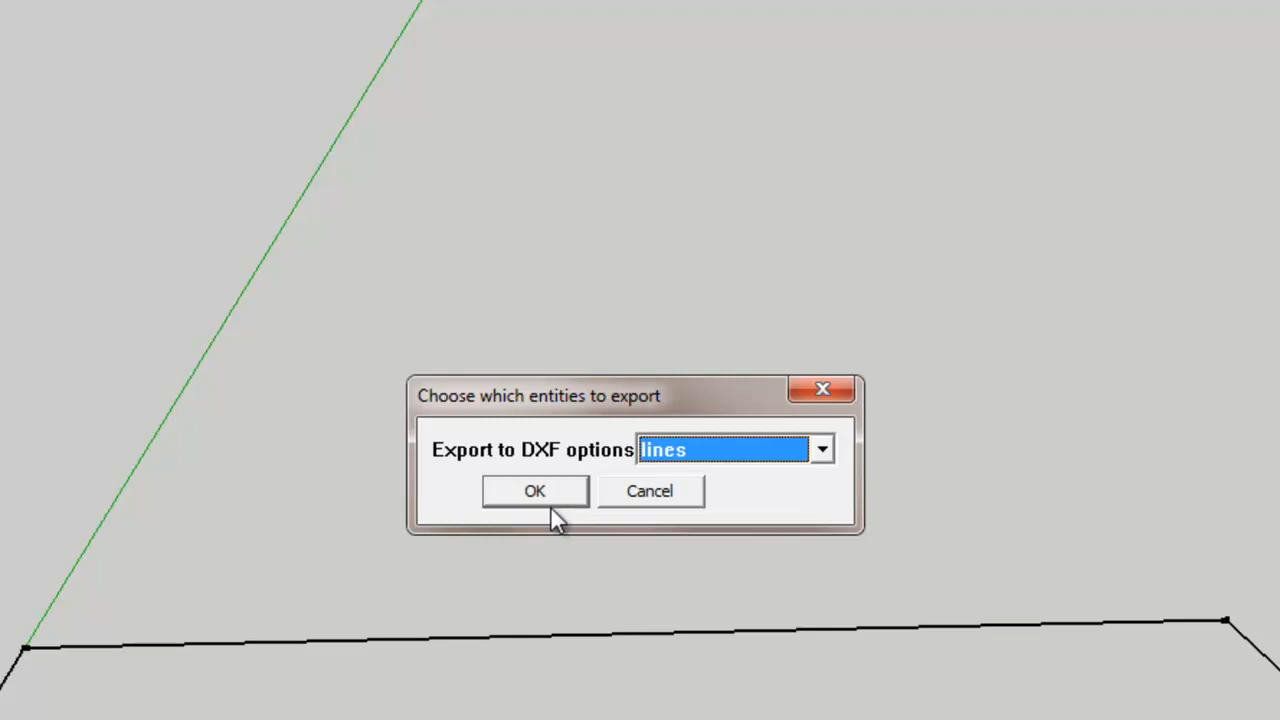 Choose which entities to export
Export to DXF options lines
OK Cancel